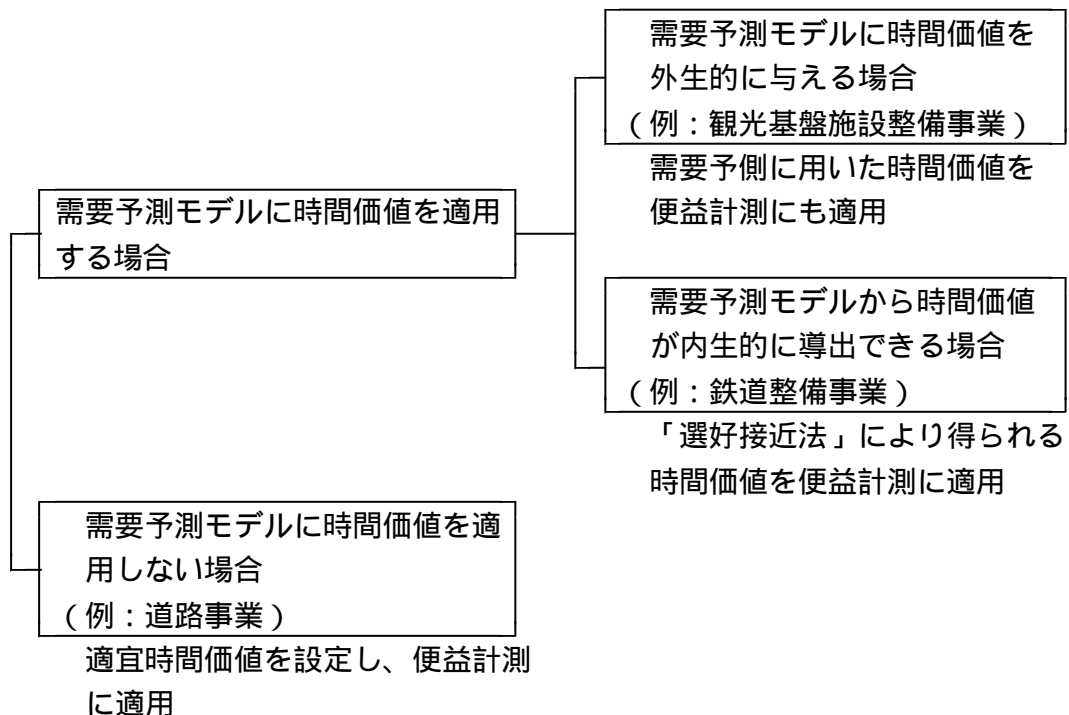 需要予測モデルに時間価値を
外生的に与える場合
(例:観光基盤施設整備事業)
需要予側に用いた時間価値を
便益計測にも適用
需要予測モデルに時間価値を適用
する場合
需要予測モデルから時間価値
が内生的に導出できる場合
(例:鉄道整備事業)
「選好接近法」により得られる
時間価値を便益計測に適用
需要予測モデルに時間価値を適
用しない場合
(例:道路事業)
適宜時間価値を設定し、便益計測
に適用